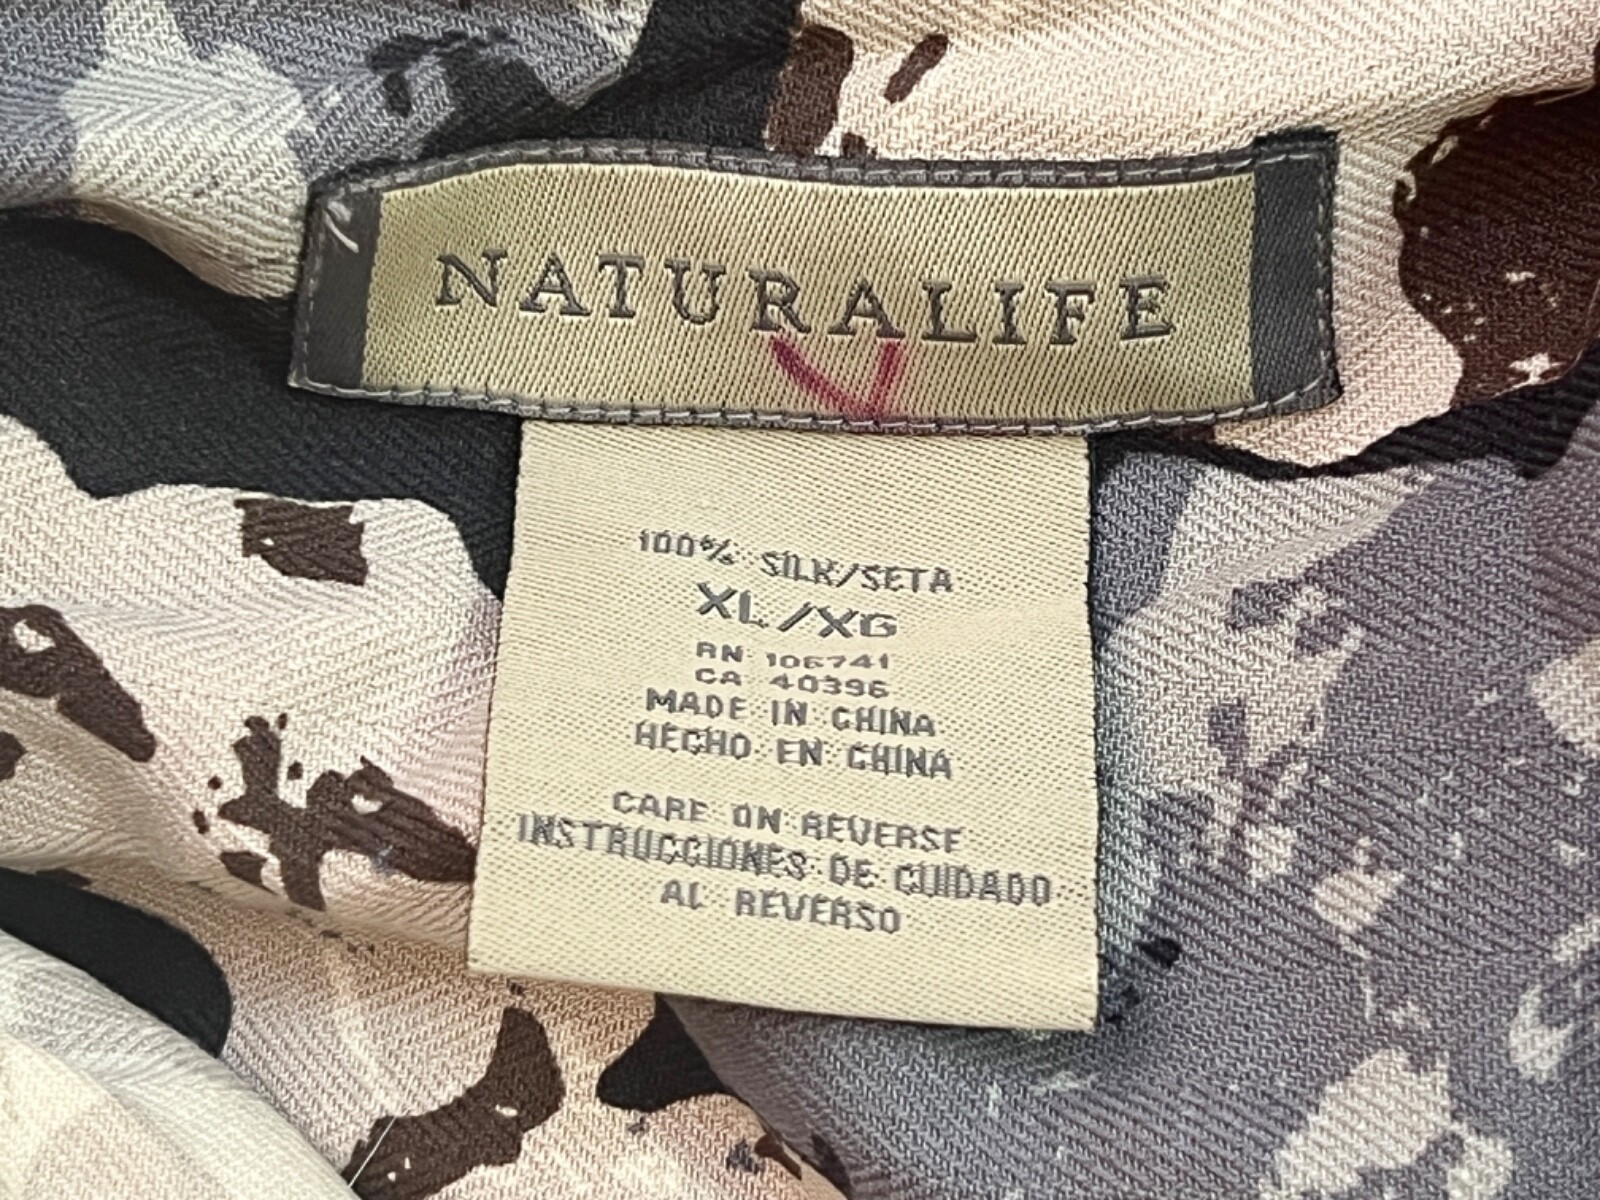 NATURALIFE
100% SILK/SETA
XL/XG
RN 106741
CA 40396
MADE IN CHINA
HECHO EN CHINA
CARE ON REVERSE
INSTRUCCIONES DE CUIDADO
AL REVERSO